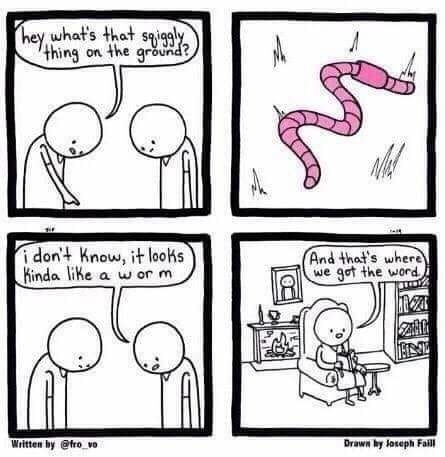 hey what's that sqiggly
thing on the ground?
i don't know, it looks
kinda like a w or m
And that's where
we got the word.
Written by @fro_vo
Drawn by Joseph Faill